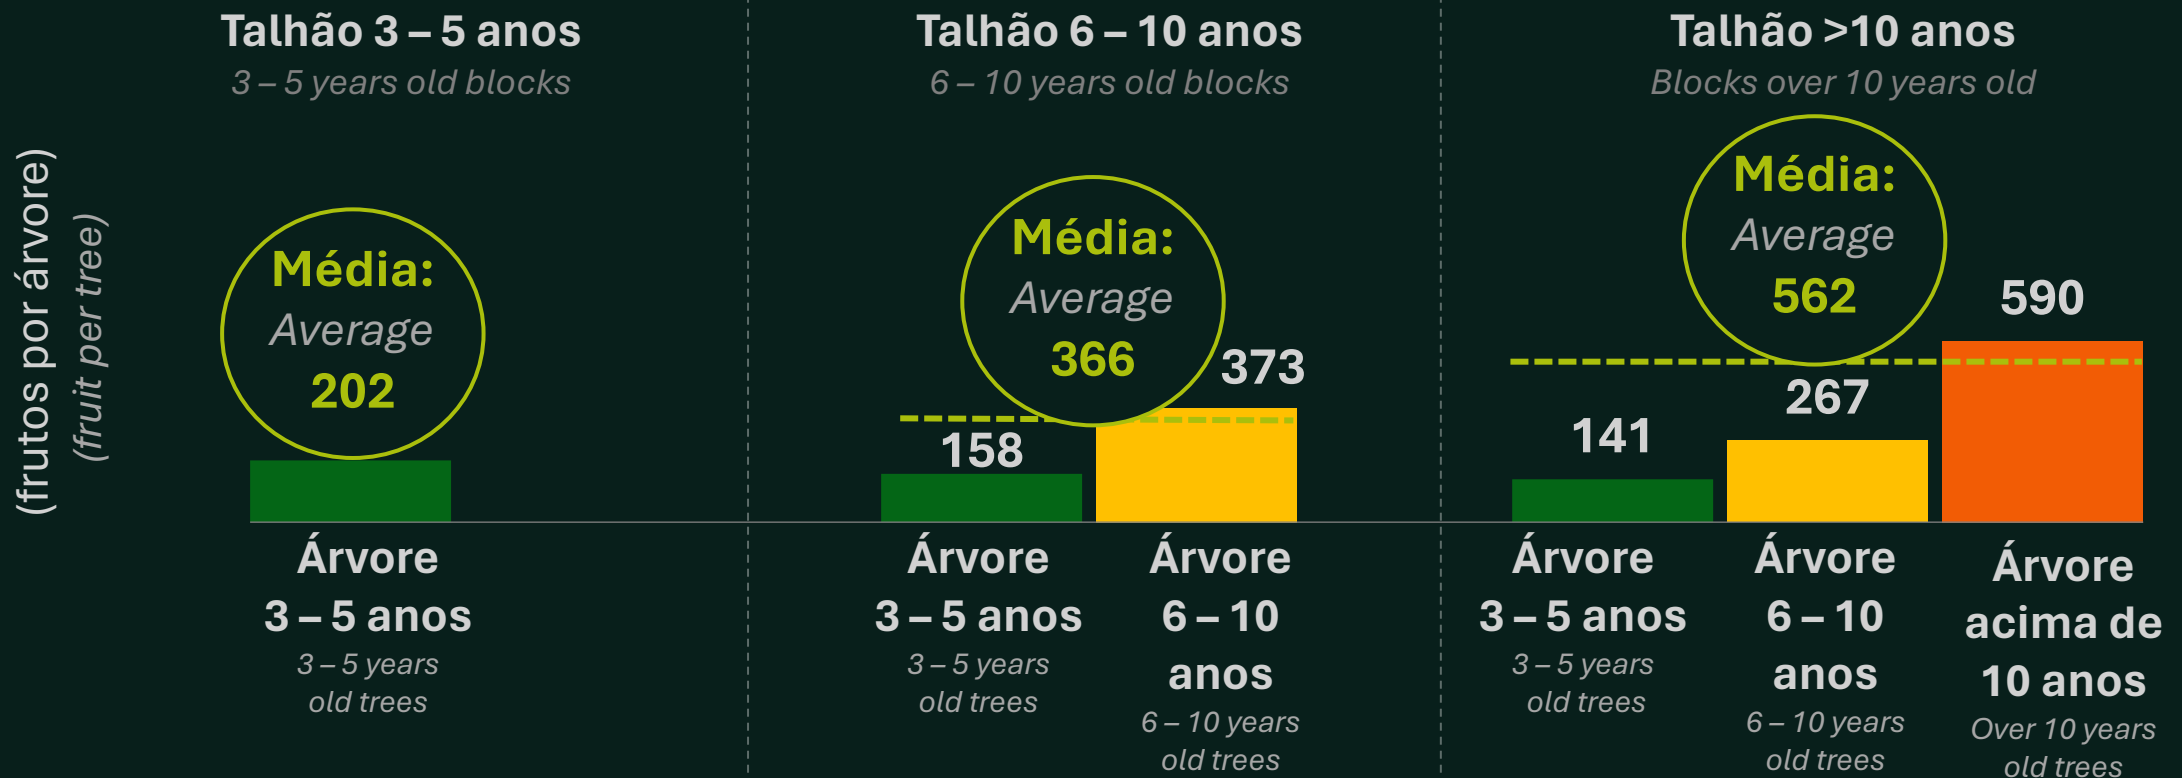 Talhão 3 – 5 anos
3 – 5 years old blocks
Talhão 6 – 10 anos
6 – 10 years old blocks
Talhão >10 anos
Blocks over 10 years old
(frutos por árvore)
(fruit per tree)
Média:
Average
202
Média:
Average
366
373
158
Média:
Average
562
590
267
141
Árvore
3 – 5 anos
3 – 5 years
old trees
Árvore
3 – 5 anos
3 – 5 years
old trees
Árvore
6 – 10
anos
6 – 10 years
old trees
Árvore
3 – 5 anos
3 – 5 years
old trees
Árvore
6 – 10
anos
6 – 10 years
old trees
Árvore
acima de
10 anos
Over 10 years
old trees